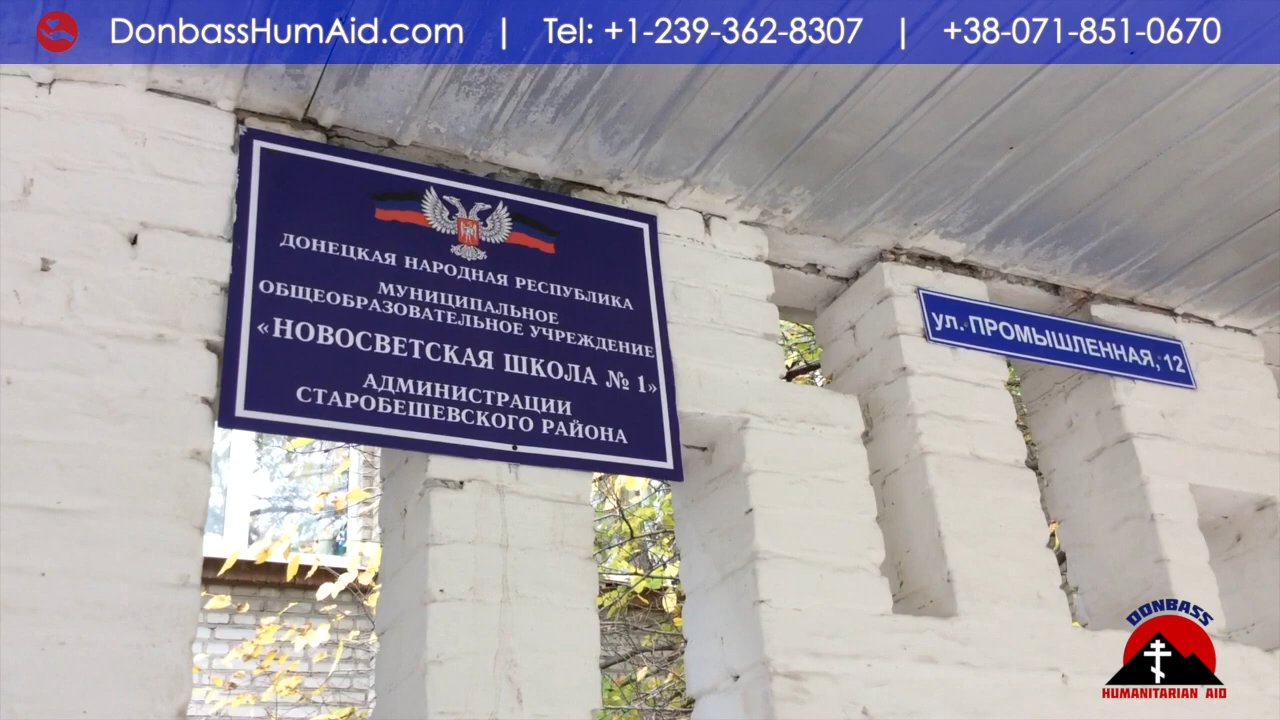 DonbassHumAid.com | Tel: +1-239-362-8307 | +38-071-851-0670
ДОНЕЦКАЯ НАРОДНАЯ РЕСПУБЛИКА
МУНИЦИПАЛЬНОЕ
ОБЩЕОБРАЗОВАТЕЛЬНОЕ УЧРЕЖДЕНИЕ
«НОВОСВЕТСКАЯ ШКОЛА № 1»
АДМИНИСТРАЦИИ
СТАРОБЕШЕВСКОГО РАЙОНА
ул. ПРОМЫШЛЕННАЯ, 12
DONBASS
HUMANITARIAN AID